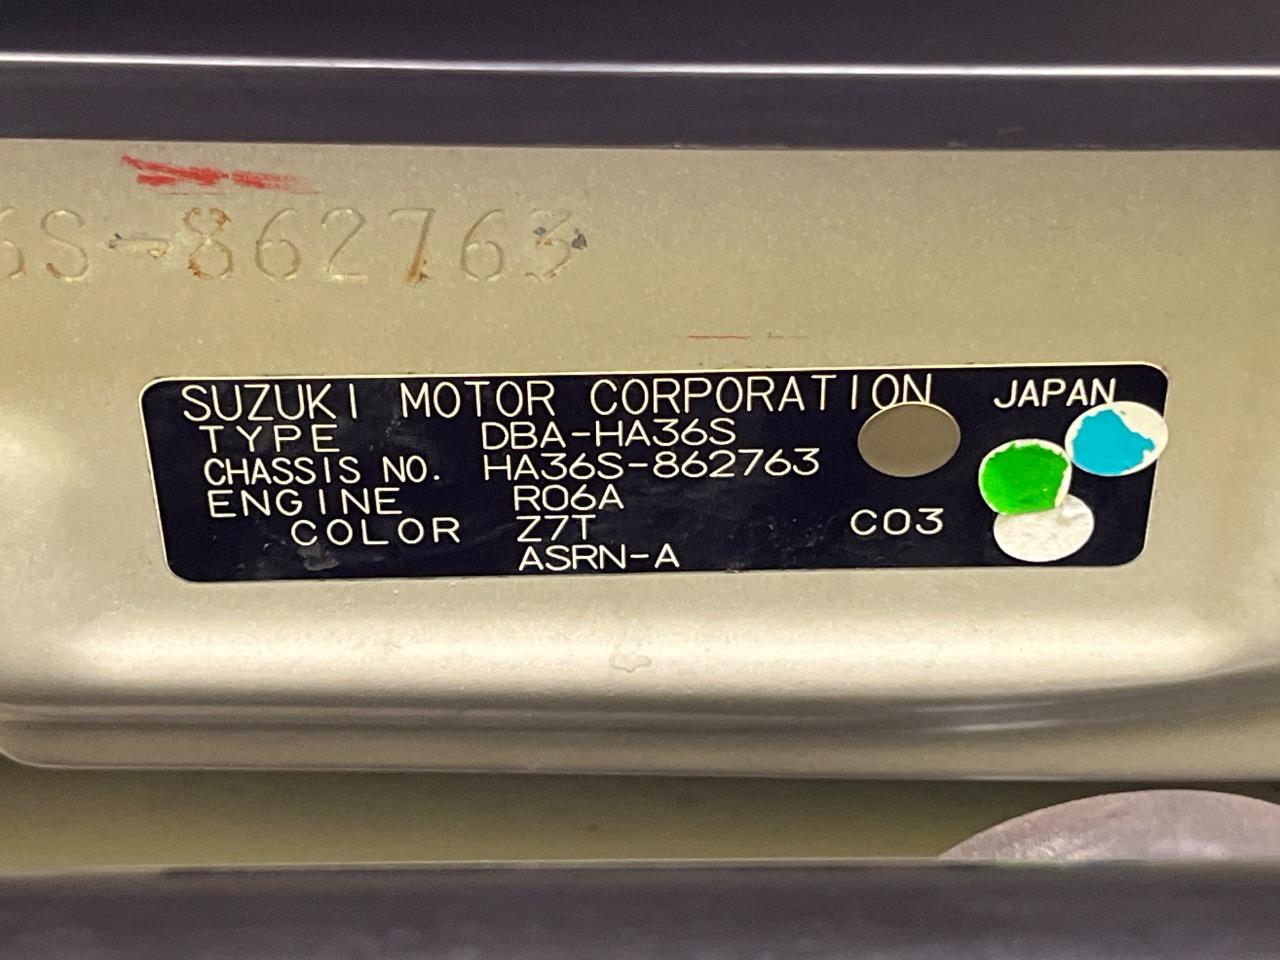 6S-862763
SUZUKI MOTOR CORPORATION JAPAN
TYPE DBA-HA36S
CHASSIS NO. HA36S-862763
ENGINE R06A
COLOR Z7T C03
ASRN-A